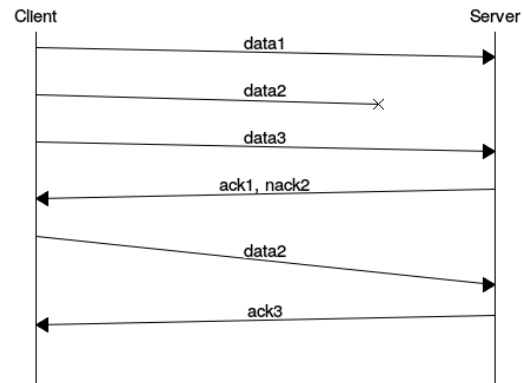 Client
Server
data1
data2
data3
ack1, nack2
data2
ack3